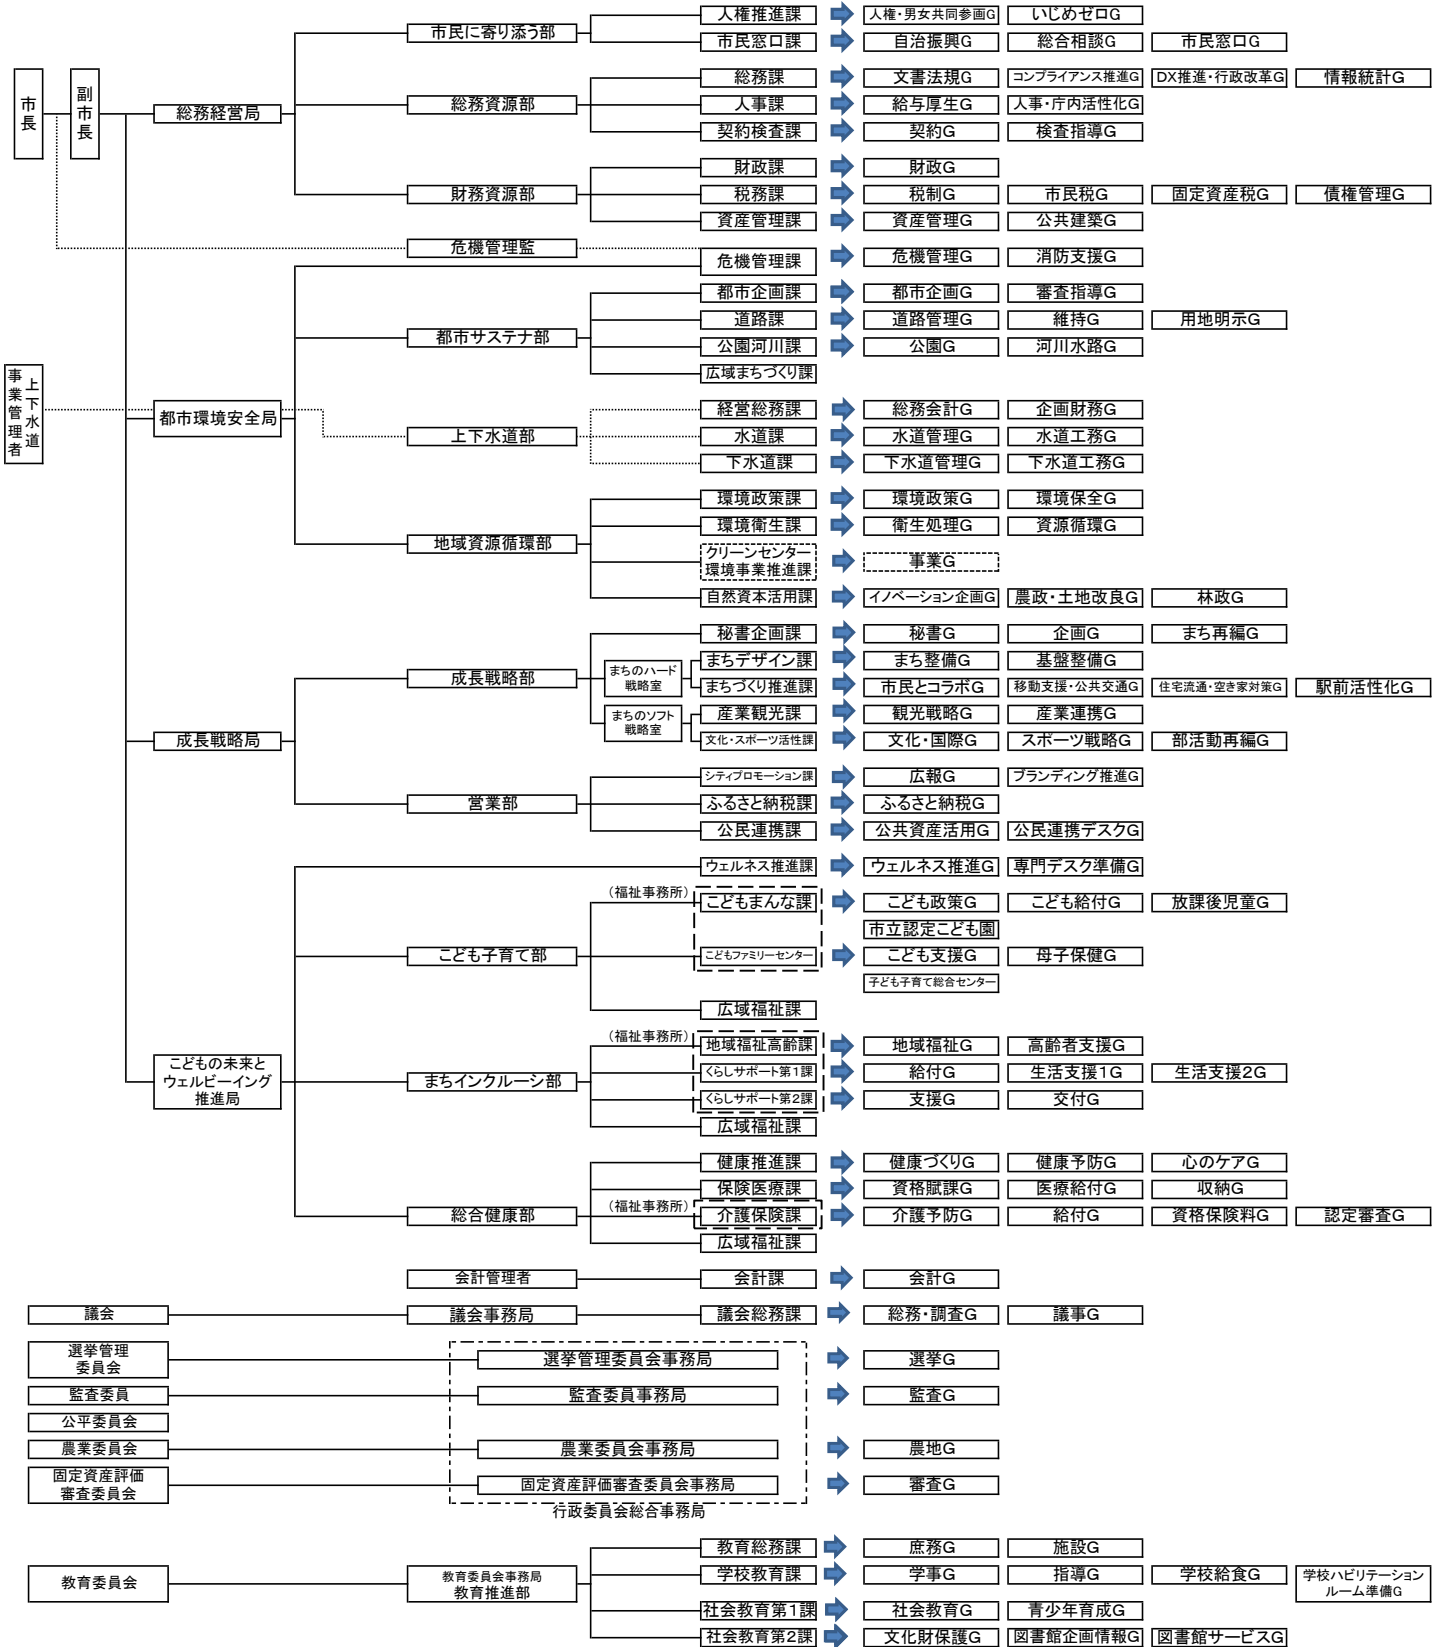 人権推進課
人権・男女共同参画G
いじめゼロG
市民に寄り添う部
市民窓口課
自治振興G
総合相談G
市民窓口G
市長
副市長
総務経営局
総務資源部
総務課
文書法規G
コンプライアンス推進G
DX推進・行政改革G
情報統計G
人事課
給与厚生G
人事・庁内活性化G
契約検査課
契約G
検査指導G
財務資源部
財政課
財政G
税務課
税制G
市民税G
固定資産税G
債権管理G
資産管理課
資産管理G
公共建築G
危機管理監
危機管理課
危機管理G
消防支援G
都市サステナ部
都市企画課
都市企画G
審査指導G
道路課
道路管理G
維持G
用地明示G
公園河川課
公園G
河川水路G
広域まちづくり課
上下水道
事業管理者
都市環境安全局
上下水道部
経営総務課
総務会計G
企画財務G
水道課
水道管理G
水道工務G
下水道課
下水道管理G
下水道工務G
地域資源循環部
環境政策課
環境政策G
環境保全G
環境衛生課
衛生処理G
資源循環G
クリーンセンター
環境事業推進課
事業G
自然資本活用課
イノベーション企画G
農政・土地改良G
林政G
成長戦略局
成長戦略部
秘書企画課
秘書G
企画G
まち再編G
まちのハード
戦略室
まちデザイン課
まち整備G
基盤整備G
まちづくり推進課
市民とコラボG
移動支援・公共交通G
住宅流通・空き家対策G
駅前活性化G
まちのソフト
戦略室
産業観光課
観光戦略G
産業連携G
文化・スポーツ活性課
文化・国際G
スポーツ戦略G
部活動再編G
営業部
シティプロモーション課
広報G
ブランディング推進G
ふるさと納税課
ふるさと納税G
公民連携課
公共資産活用G
公民連携デスクG
こどもの未来と
ウェルビーイング
推進局
ウェルネス推進課
ウェルネス推進G
専門デスク準備G
こども子育て部
(福祉事務所)
こどもまんな課
こども政策G
こども給付G
放課後児童G
市立認定こども園
こどもファミリーセンター
こども支援G
母子保健G
子ども子育て総合センター
広域福祉課
まちインクルーシ部
(福祉事務所)
地域福祉高齢課
地域福祉G
高齢者支援G
くらしサポート第1課
給付G
生活支援1G
生活支援2G
くらしサポート第2課
支援G
交付G
広域福祉課
総合健康部
健康推進課
健康づくりG
健康予防G
心のケアG
保険医療課
資格賦課G
医療給付G
収納G
(福祉事務所)
介護保険課
介護予防G
給付G
資格保険料G
認定審査G
広域福祉課
会計管理者
会計課
会計G
議会
議会事務局
議会総務課
総務・調査G
議事G
選挙管理
委員会
選挙管理委員会事務局
選挙G
監査委員
監査委員事務局
監査G
公平委員会
農業委員会
農業委員会事務局
農地G
固定資産評価
審査委員会
固定資産評価審査委員会事務局
審査G
行政委員会総合事務局
教育委員会
教育委員会事務局
教育推進部
教育総務課
庶務G
施設G
学校教育課
学事G
指導G
学校給食G
学校ハビリテーション
ルーム準備G
社会教育第1課
社会教育G
青少年育成G
社会教育第2課
文化財保護G
図書館企画情報G
図書館サービスG